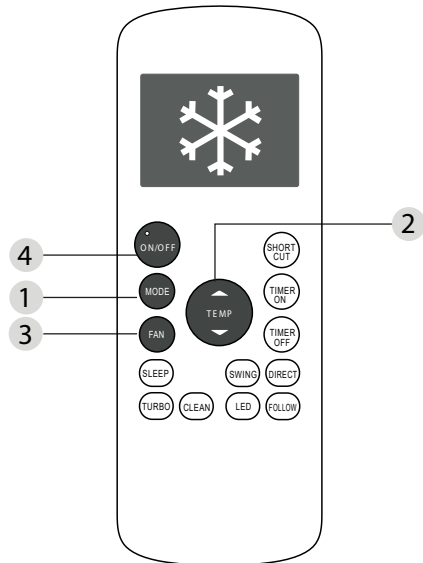 2
ON/OFF
SHORT
CUT
4
MODE
TIMER
ON
1
TEMP
FAN
TIMER
OFF
3
SLEEP
SWING
DIRECT
TURBO
CLEAN
LED
FOLLOW